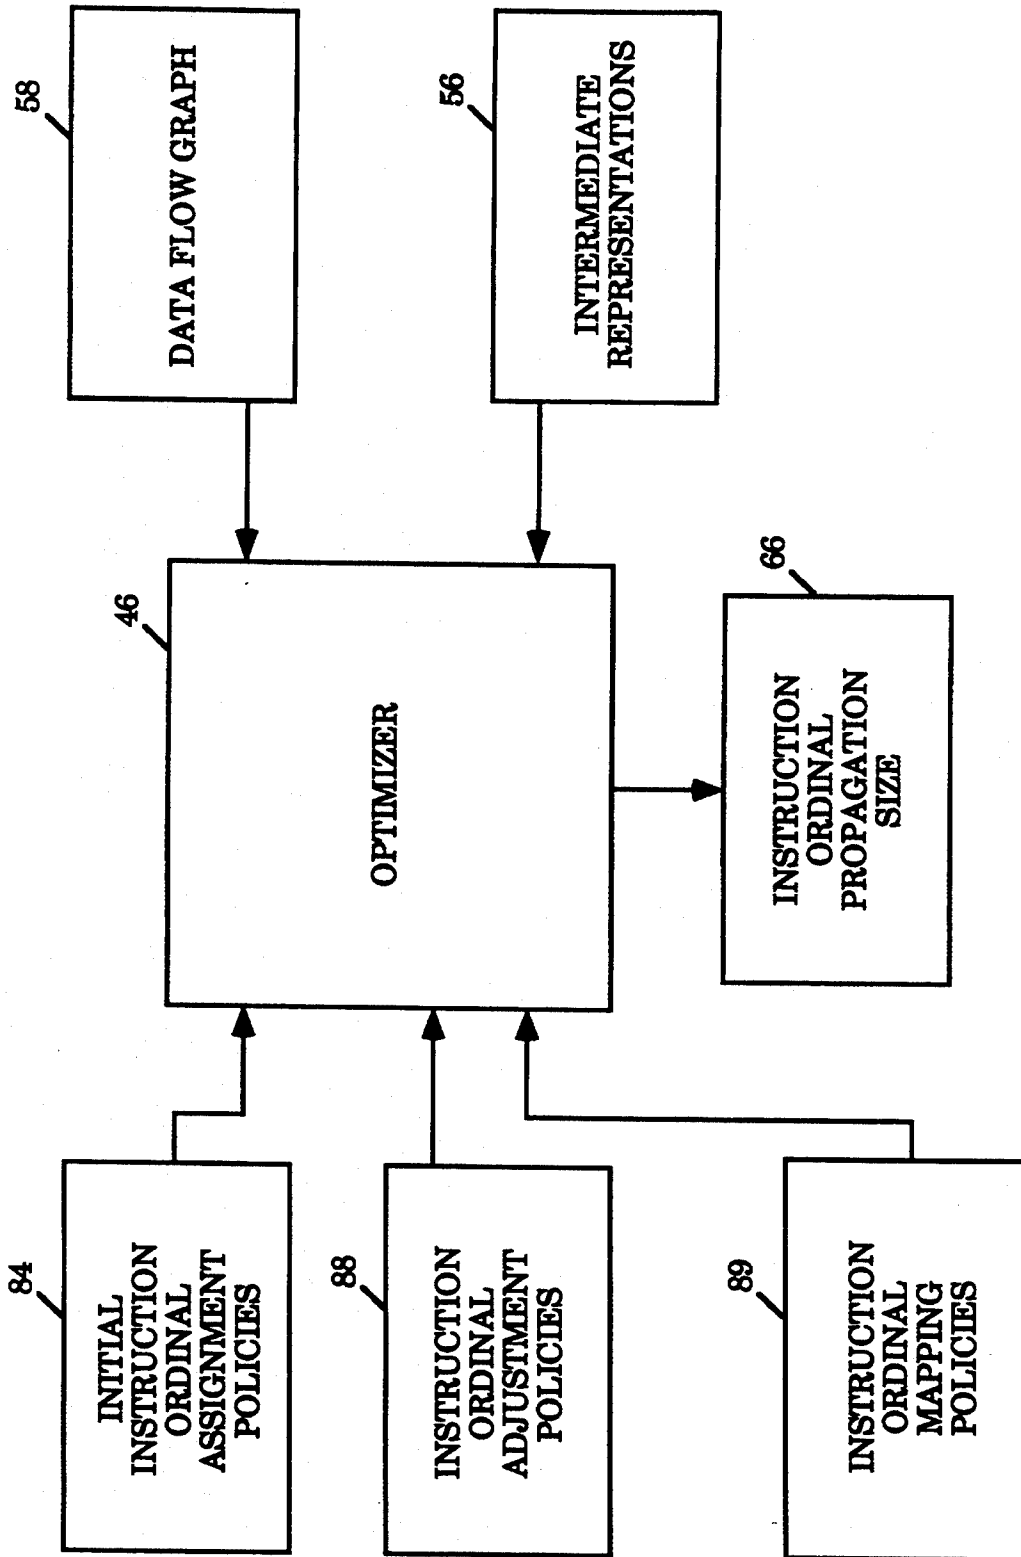 84
INITIAL
INSTRUCTION
ORDINAL
ASSIGNMENT
POLICIES
88
INSTRUCTION
ORDINAL
ADJUSTMENT
POLICIES
89
INSTRUCTION
ORDINAL
MAPPING
POLICIES
46
OPTIMIZER
66
INSTRUCTION
ORDINAL
PROPAGATION
SIZE
58
DATA FLOW GRAPH
56
INTERMEDIATE
REPRESENTATIONS